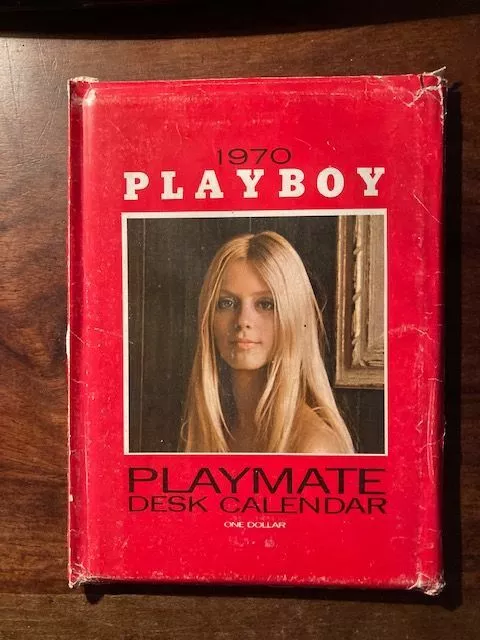 1970
PLAYBOY
PLAYMATE
DESK CALENDAR
ONE DOLLAR